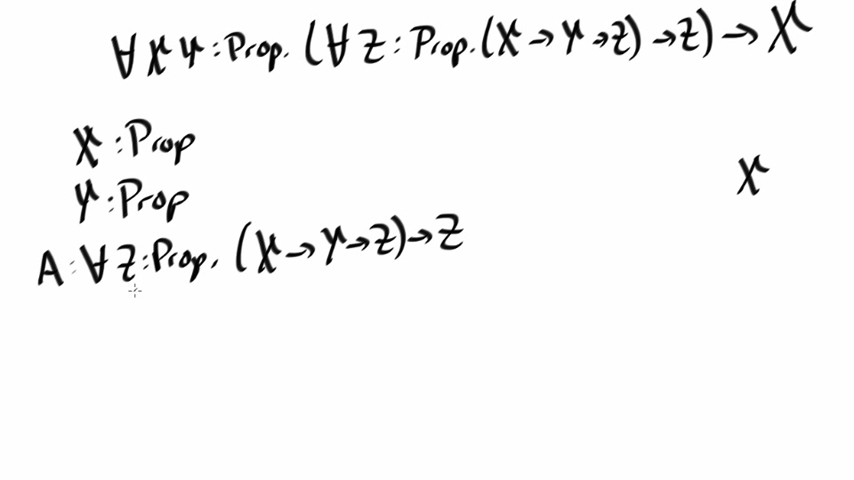 ∀ X Y : Prop. (∀ Z : Prop. (X → Y → Z) → Z) → X
X : Prop
Y : Prop
X
A : ∀ Z : Prop. (X → Y → Z) → Z